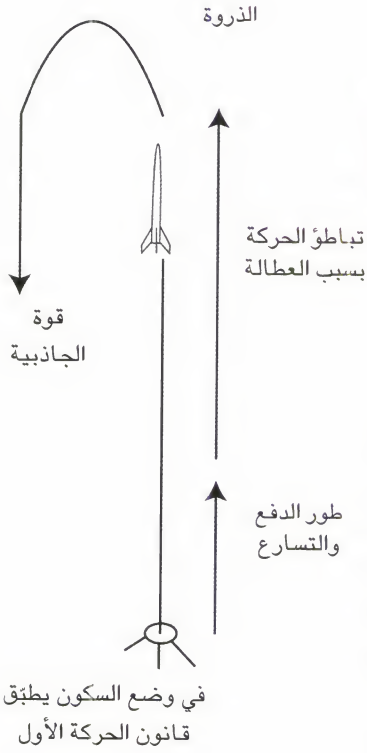 الذروة
تباطؤ الحركة
بسبب العطالة
قوة
الجاذبية
طور الدفع
والتسارع
في وضع السكون يطبّق
قانون الحركة الأول